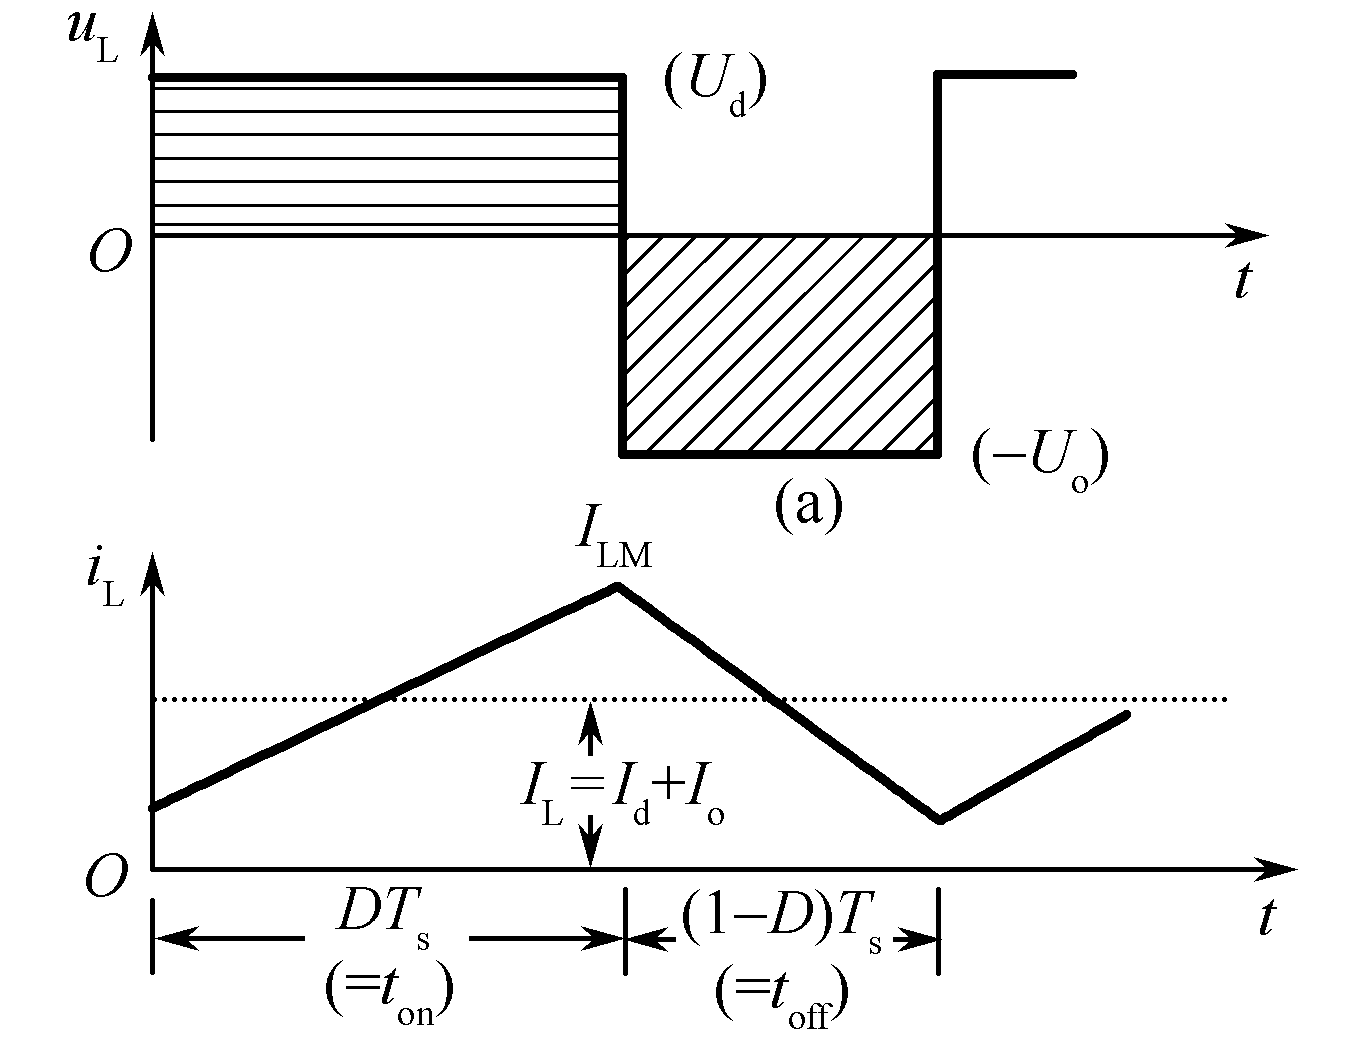 u_L
(U_d)
O
t
(−U_o)
(a)
I_LM
i_L
I_L=I_d+I_o
O
t
DT_s
(1−D)T_s
(=t_on)
(=t_off)